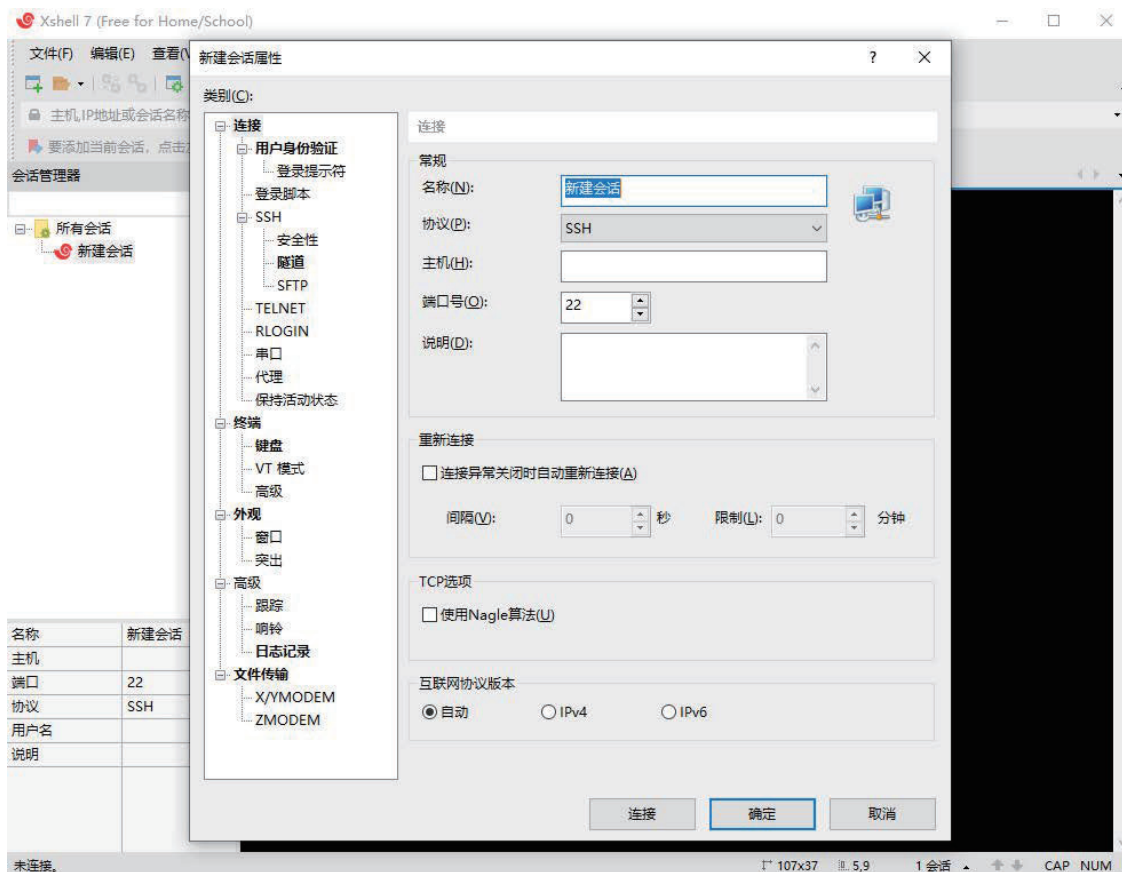 Xshell 7 (Free for Home/School)
文件(F) 编辑(E) 查看(V
主机,IP地址或会话名称
要添加当前会话，点击
会话管理器
所有会话
新建会话
名称 新建会话
主机
端口 22
协议 SSH
用户名
说明
未连接。
新建会话属性
?
类别(C):
连接
用户身份验证
登录提示符
登录脚本
SSH
安全性
隧道
SFTP
TELNET
RLOGIN
串口
代理
保持活动状态
终端
键盘
VT 模式
高级
外观
窗口
突出
高级
跟踪
响铃
日志记录
文件传输
X/YMODEM
ZMODEM
连接
常规
名称(N): 新建会话
协议(P): SSH
主机(H):
端口号(O): 22
说明(D):
重新连接
连接异常关闭时自动重新连接(A)
间隔(V): 0 秒 限制(L): 0 分钟
TCP选项
使用Nagle算法(U)
互联网协议版本
自动 IPv4 IPv6
连接 确定 取消
107x37 5,9 1 会话 CAP NUM